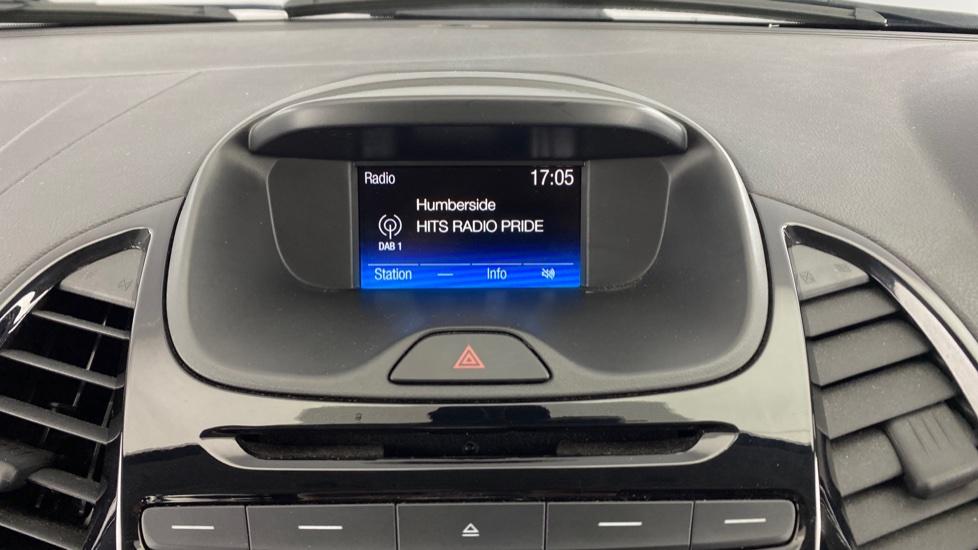 Radio 17:05
Humberside
HITS RADIO PRIDE
DAB 1
Station Info